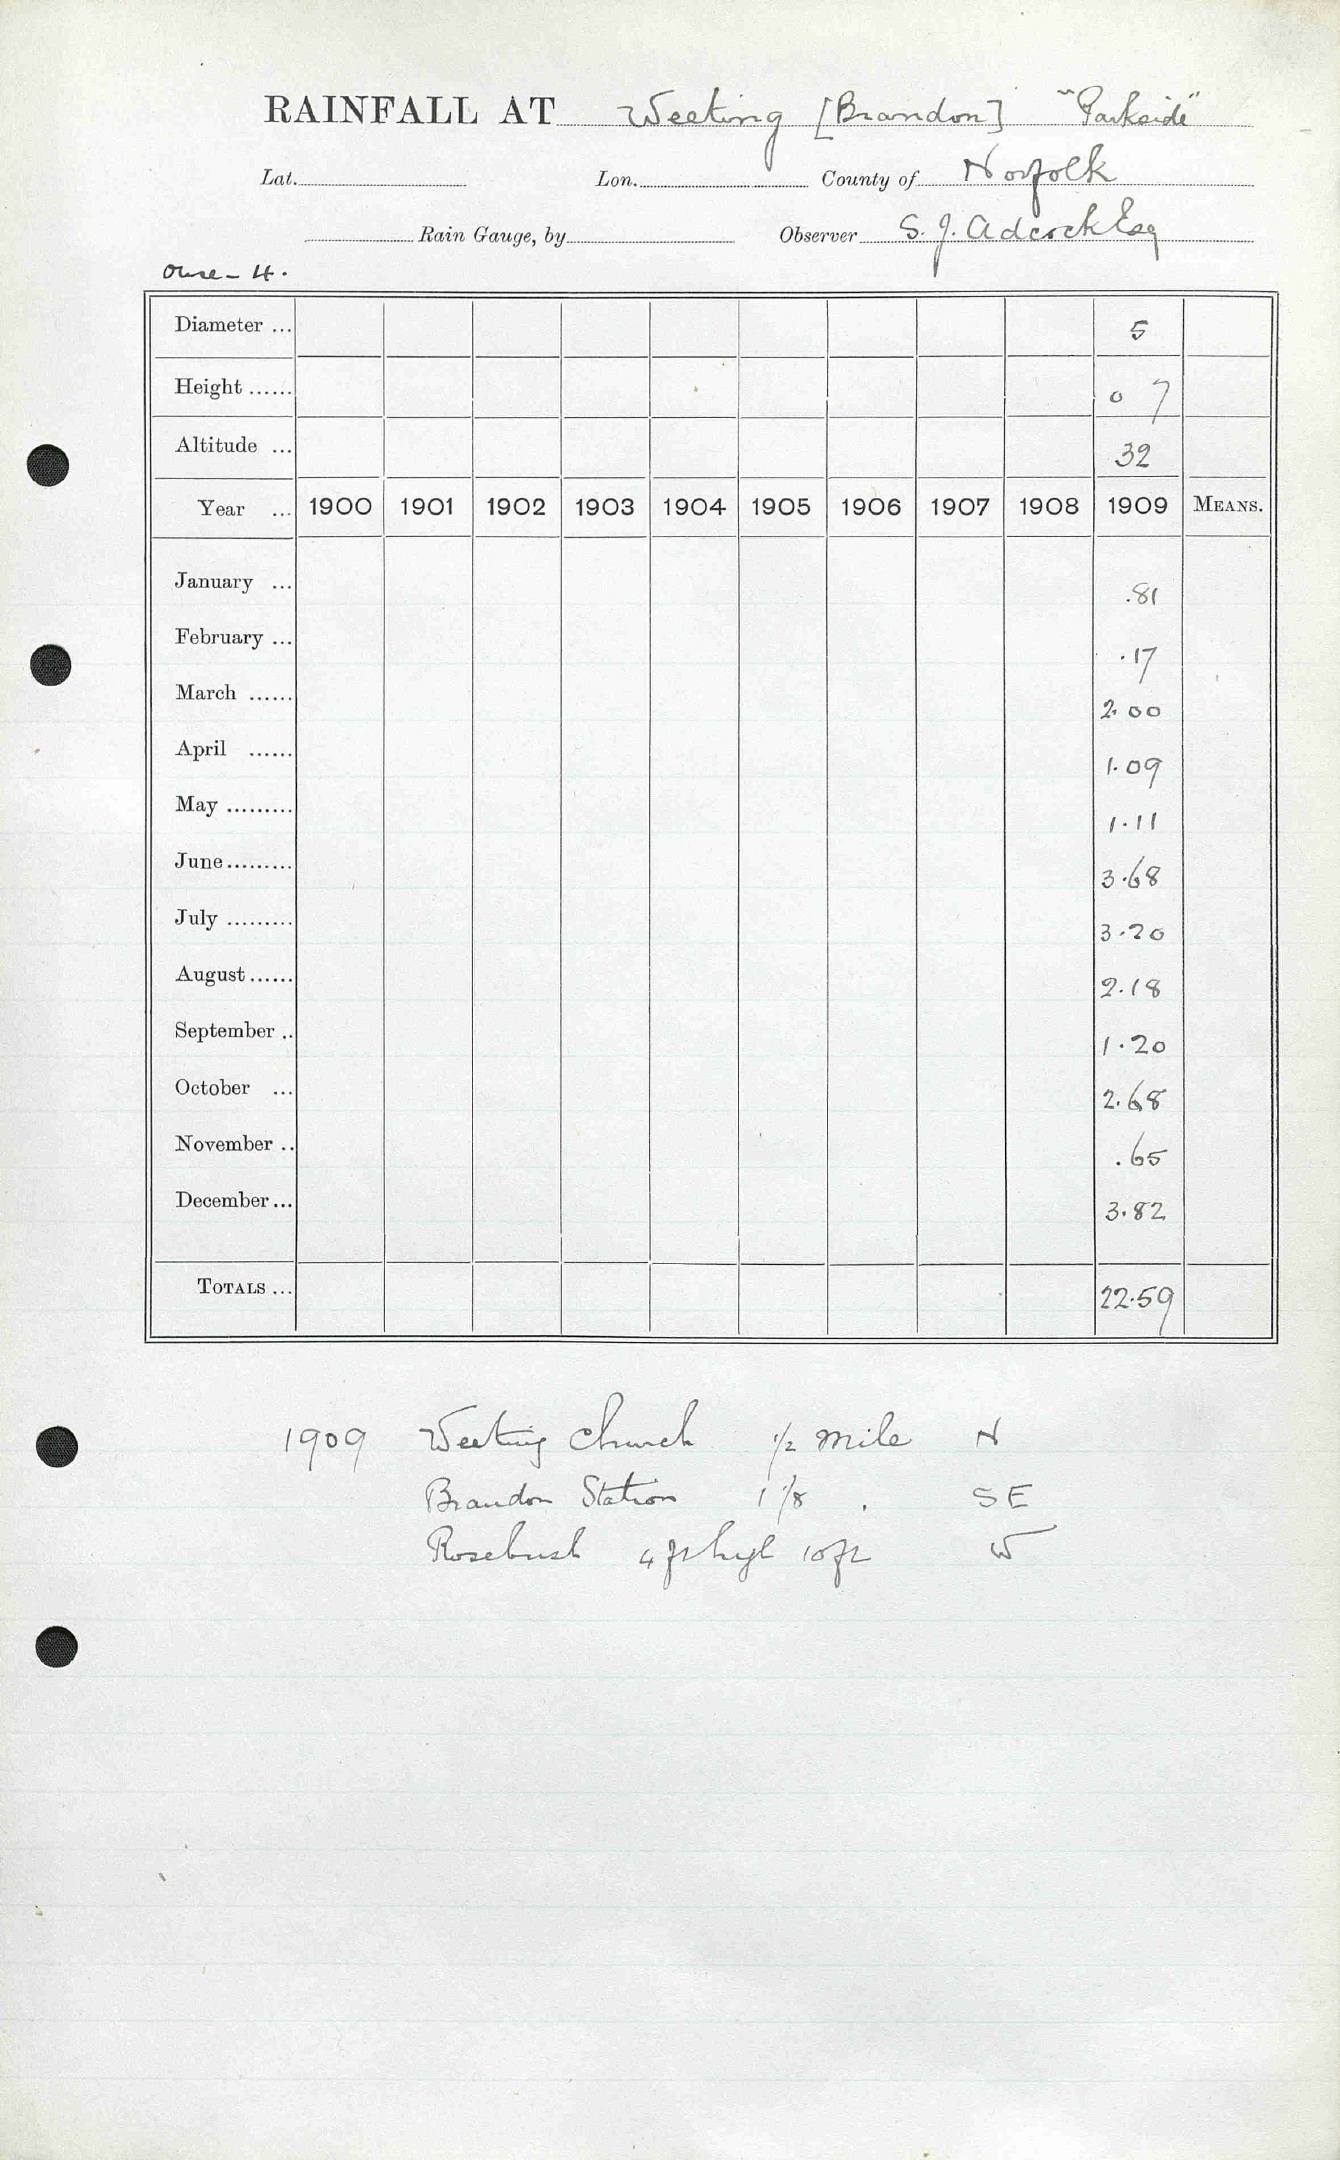 RAINFALL AT Weeting [Brandon] "Parkside"
Lat. Lon. County of Norfolk
Rain Gauge, by Observer S. J. Adcock Esq
Ouse - 4.
Diameter ... 5
Height ...... 0 7
Altitude ... 32
Year ... 1900 1901 1902 1903 1904 1905 1906 1907 1908 1909 MEANS.
January ... .81
February ... .17
March ...... 2.00
April ...... 1.09
May ......... 1.11
June ......... 3.68
July ......... 3.20
August ...... 2.18
September .. 1.20
October ... 2.68
November .. .65
December ... 3.82
TOTALS ... 22.59
1909 Weeting Church 1/2 mile N
Brandon Station 1 1/8 . SE
Rosebush 4 ft high 10 ft W